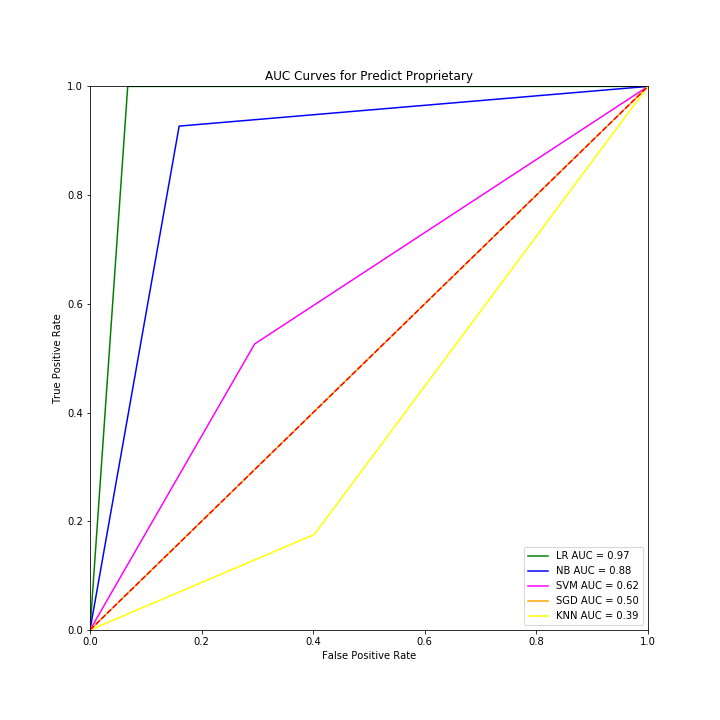 AUC Curves for Predict Proprietary
1.0
0.8
0.6
0.4
0.2
0.0
True Positive Rate
0.0 0.2 0.4 0.6 0.8 1.0
False Positive Rate
LR AUC = 0.97
NB AUC = 0.88
SVM AUC = 0.62
SGD AUC = 0.50
KNN AUC = 0.39